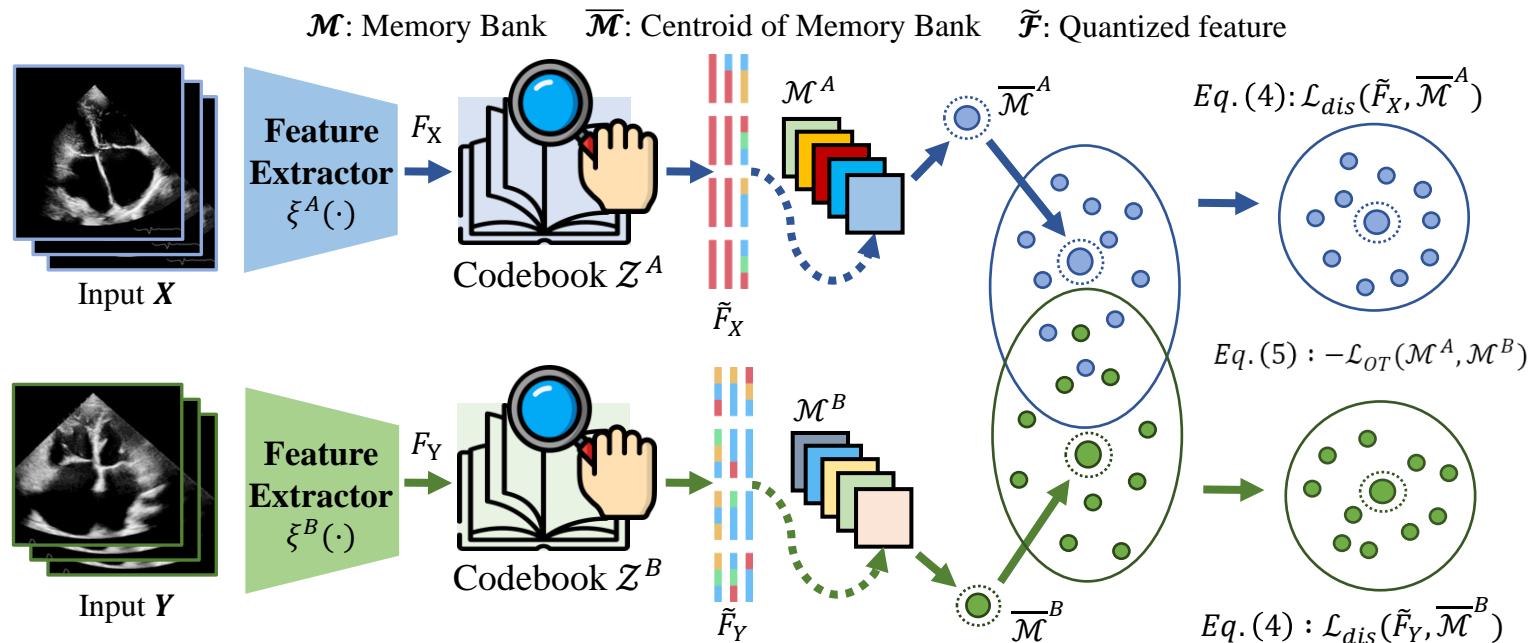 𝓜: Memory Bank 𝓜̅: Centroid of Memory Bank 𝓕̃: Quantized feature
Feature
Extractor
ξ^A(·)
F_X
Codebook 𝒵^A
Input X
F̃_X
ℳ^A
ℳ̅^A
Eq. (4): ℒ_dis(F̃_X, ℳ̅^A)
Eq. (5) : −ℒ_OT(ℳ^A, ℳ^B)
Feature
Extractor
ξ^B(·)
F_Y
Codebook 𝒵^B
Input Y
F̃_Y
ℳ^B
ℳ̅^B
Eq. (4) : ℒ_dis(F̃_Y, ℳ̅^B)